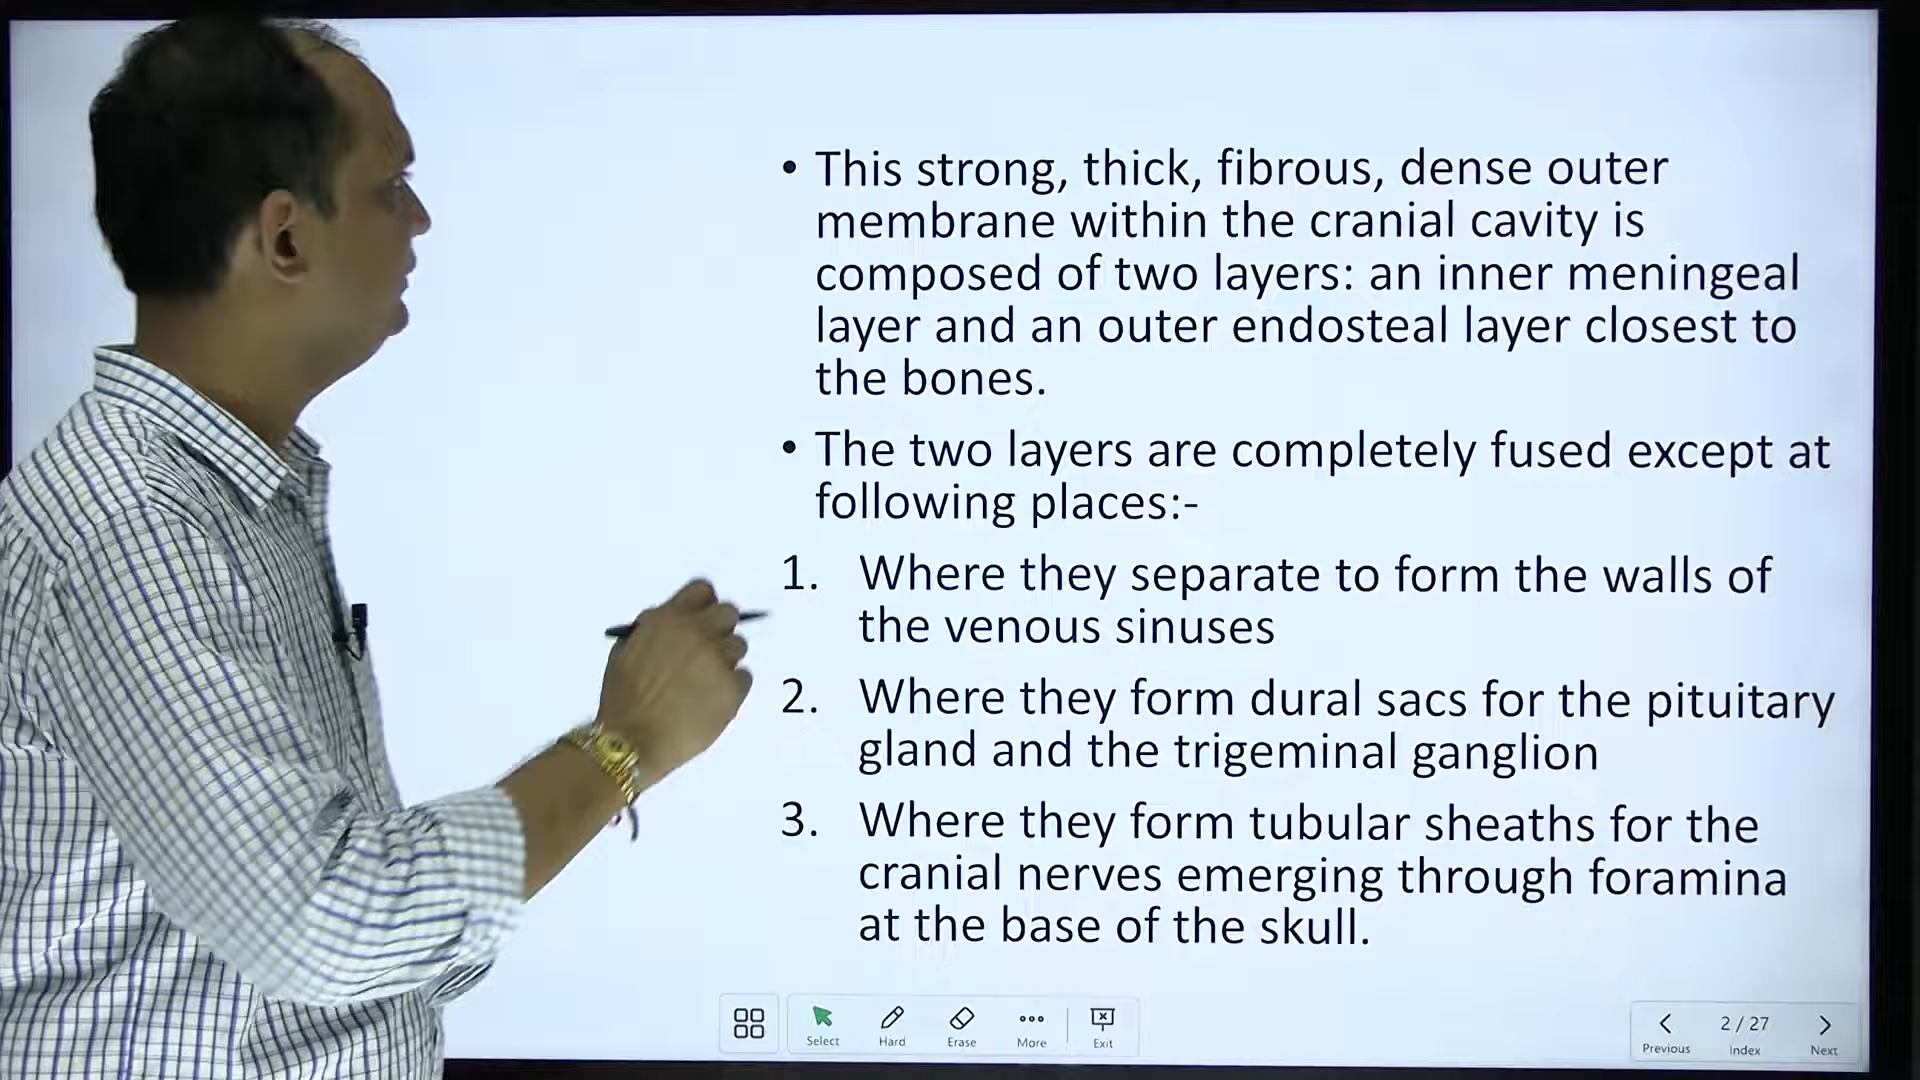 • This strong, thick, fibrous, dense outer
membrane within the cranial cavity is
composed of two layers: an inner meningeal
layer and an outer endosteal layer closest to
the bones.
• The two layers are completely fused except at
following places:-
1. Where they separate to form the walls of
the venous sinuses
2. Where they form dural sacs for the pituitary
gland and the trigeminal ganglion
3. Where they form tubular sheaths for the
cranial nerves emerging through foramina
at the base of the skull.
Select Hard Erase More Exit
2 / 27
Previous Index Next